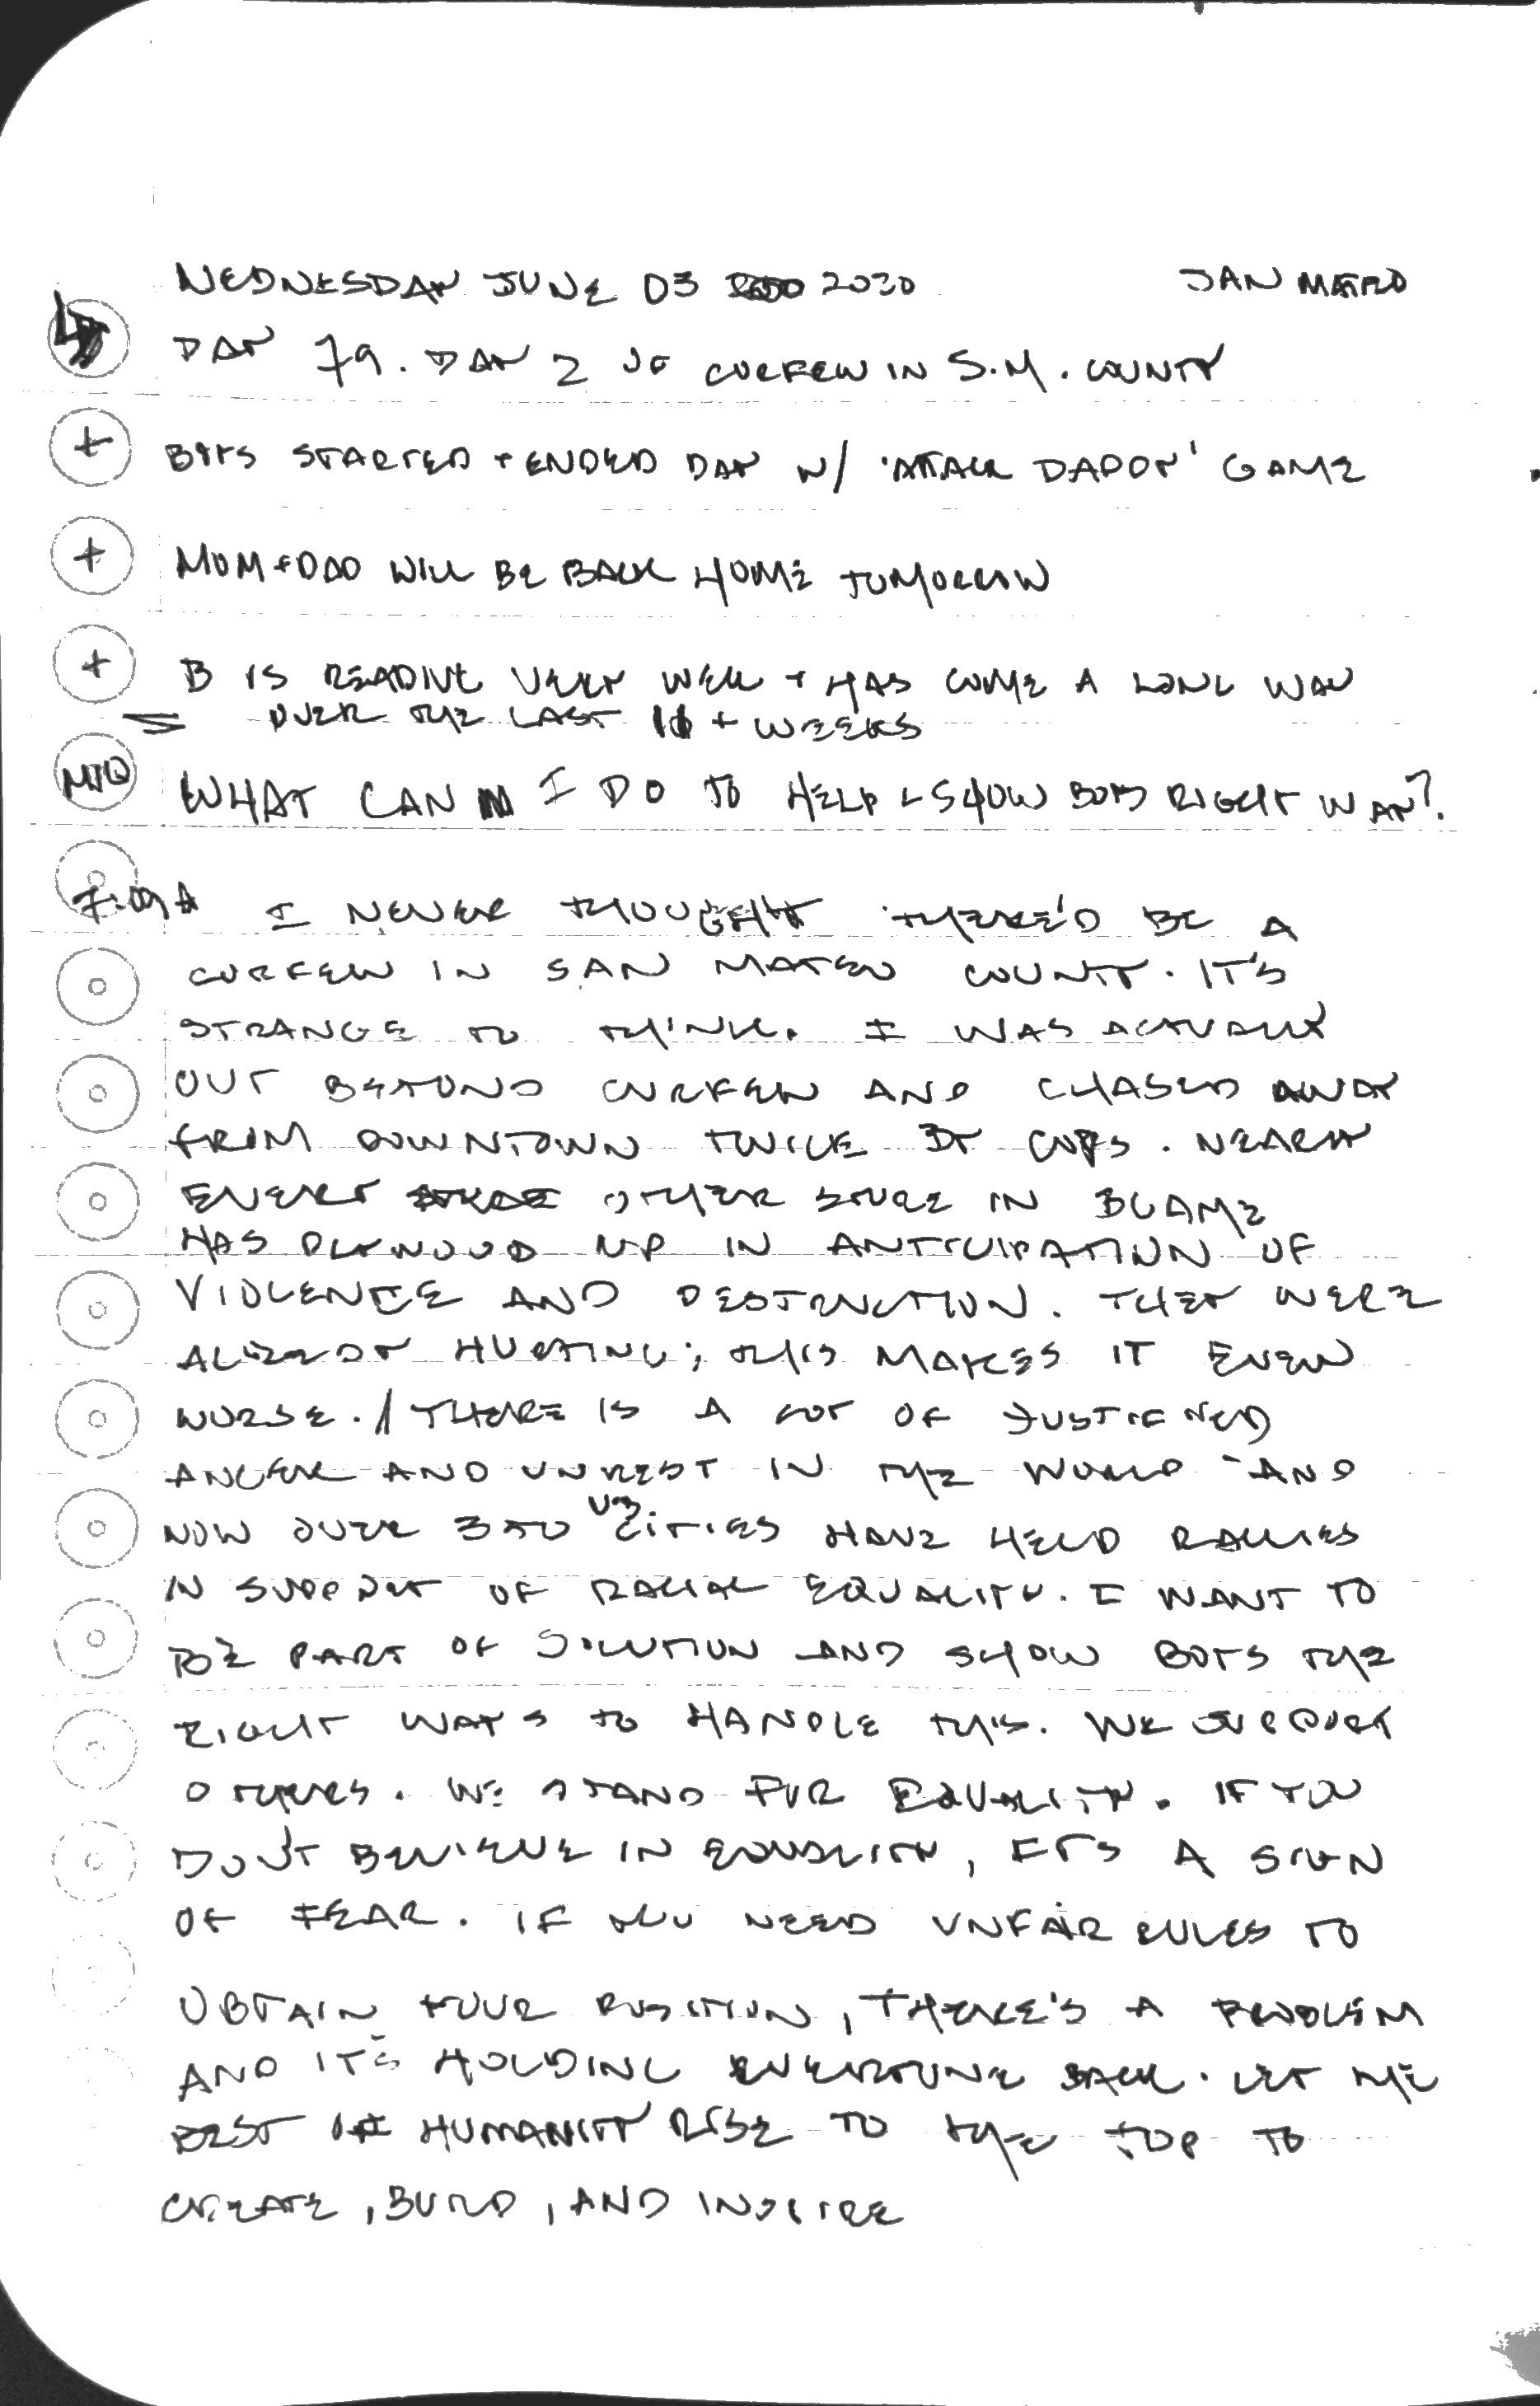 WEDNESDAY JUNE 03 2020 SAN MATEO
DAY 79. DAY 2 OF CURFEW IN S.M. COUNTY
+ BOYS STARTED + ENDED DAY W/ 'ATTACK DADDY' GAME
+ MOM + DAD WILL BE BACK HOME TOMORROW
+ B IS READING VERY WELL + HAS COME A LONG WAY
OVER THE LAST 10 + WEEKS
MIQ WHAT CAN I DO TO HELP + SHOW BOYS RIGHT WAY?
7:09A I NEVER THOUGHT THERE'D BE A
CURFEW IN SAN MATEO COUNTY. IT'S
STRANGE TO THINK. I WAS ACTUALLY
OUT BEYOND CURFEW AND CHASED AWAY
FROM DOWNTOWN TWICE BY COPS. NEARLY
EVERY OTHER STORE IN BLGAME
HAS PLYWOOD UP IN ANTICIPATION OF
VIOLENCE AND DESTRUCTION. THEY WERE
ALREADY HURTING; THIS MAKES IT EVEN
WORSE. // THERE IS A LOT OF JUSTIFIED
ANGER AND UNREST IN THE WORLD - AND
NOW OVER 350 US CITIES HAVE HELD RALLIES
IN SUPPORT OF RACIAL EQUALITY. I WANT TO
BE PART OF SOLUTION AND SHOW BOYS THE
RIGHT WAYS TO HANDLE THIS. WE SUPPORT
OTHERS. WE STAND FOR EQUALITY. IF YOU
DON'T BELIEVE IN EQUALITY, IT'S A SIGN
OF FEAR. IF YOU NEED UNFAIR RULES TO
OBTAIN YOUR POSITION, THERE'S A PROBLEM
AND IT'S HOLDING EVERYONE BACK. LET THE
BEST OF HUMANITY RISE TO THE TOP TO
CREATE, BUILD, AND INSPIRE